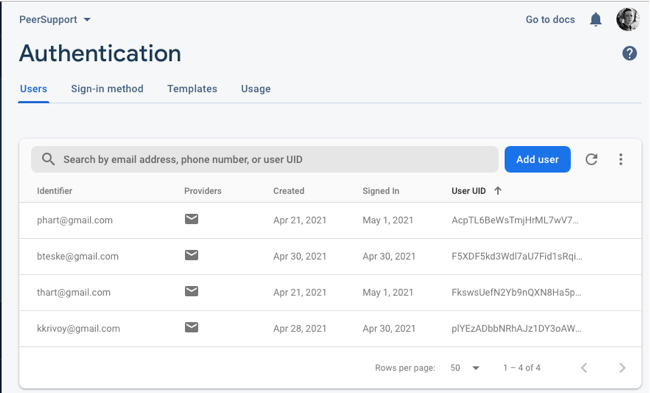 PeerSupport Go to docs
Authentication
Users Sign-in method Templates Usage
Search by email address, phone number, or user UID Add user
Identifier Providers Created Signed In User UID
phart@gmail.com Apr 21, 2021 May 1, 2021 AcpTL6BeWsTmjHrML7wV7...
bteske@gmail.com Apr 30, 2021 Apr 30, 2021 F5XDF5kd3Wdl7aU7Fid1sRqi...
thart@gmail.com Apr 21, 2021 May 1, 2021 FkswsUefN2Yb9nQXN8Ha5p...
kkrivoy@gmail.com Apr 28, 2021 Apr 30, 2021 plYEzADbbNRhAJz1DY3oAW...
Rows per page: 50 1 – 4 of 4